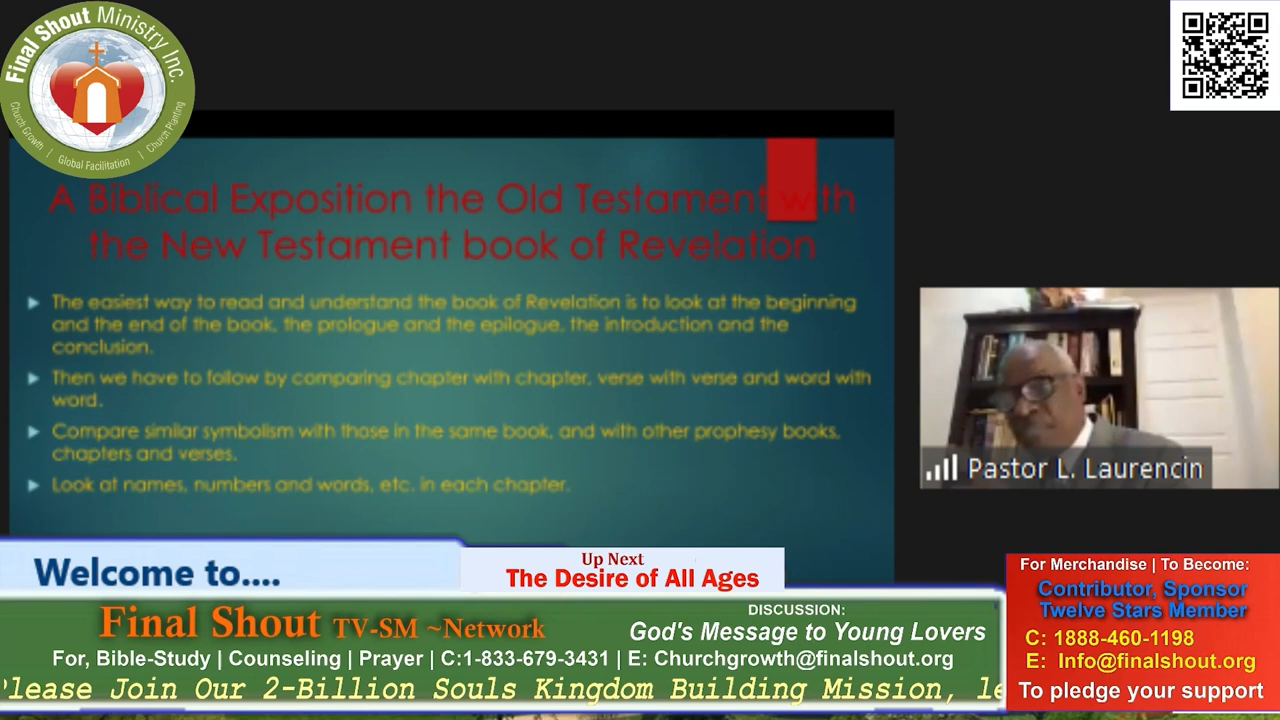 Final Shout Ministry Inc.
Church Growth | Global Facilitation | Church Planting
A Biblical Exposition the Old Testament with
the New Testament book of Revelation
The easiest way to read and understand the book of Revelation is to look at the beginning
and the end of the book, the prologue and the epilogue, the introduction and the
conclusion.
Then we have to follow by comparing chapter with chapter, verse with verse and word with
word.
Compare similar symbolism with those in the same book, and with other prophesy books,
chapters and verses.
Look at names, numbers and words, etc. in each chapter.
Pastor L. Laurencin
Welcome to....
Up Next
The Desire of All Ages
Final Shout TV-SM ~Network
DISCUSSION:
God's Message to Young Lovers
For, Bible-Study | Counseling | Prayer | C:1-833-679-3431 | E: Churchgrowth@finalshout.org
Please Join Our 2-Billion Souls Kingdom Building Mission, le
For Merchandise | To Become:
Contributor, Sponsor
Twelve Stars Member
C: 1888-460-1198
E: Info@finalshout.org
To pledge your support